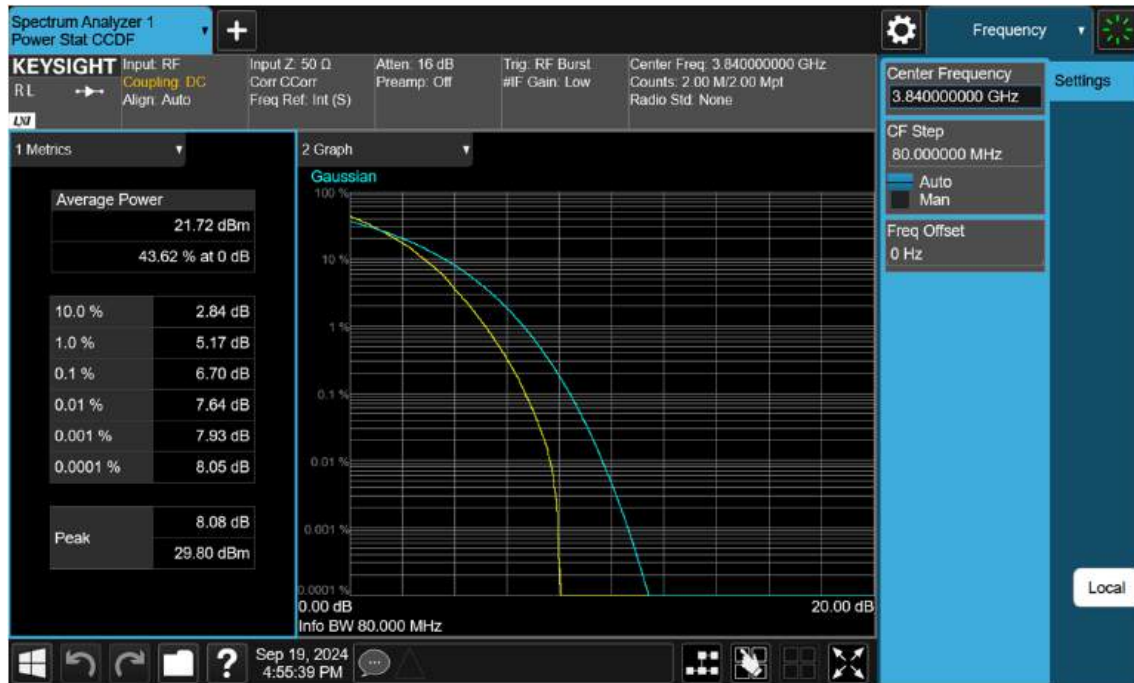 Spectrum Analyzer 1
Power Stat CCDF
+
Frequency
KEYSIGHT
R L
LXI
Input: RF
Coupling: DC
Align: Auto
Input Z: 50 Ω
Corr CCorr
Freq Ref: Int (S)
Atten: 16 dB
Preamp: Off
Trig: RF Burst
#IF Gain: Low
Center Freq: 3.840000000 GHz
Counts: 2.00 M/2.00 Mpt
Radio Std: None
Center Frequency
3.840000000 GHz
Settings
CF Step
80.000000 MHz
Auto
Man
Freq Offset
0 Hz
1 Metrics
Average Power
21.72 dBm
43.62 % at 0 dB
10.0 % 2.84 dB
1.0 % 5.17 dB
0.1 % 6.70 dB
0.01 % 7.64 dB
0.001 % 7.93 dB
0.0001 % 8.05 dB
Peak
8.08 dB
29.80 dBm
2 Graph
Gaussian
100 %
10 %
1 %
0.1 %
0.01 %
0.001 %
0.0001 %
0.00 dB 20.00 dB
Info BW 80.000 MHz
Local
?
Sep 19, 2024
4:55:39 PM